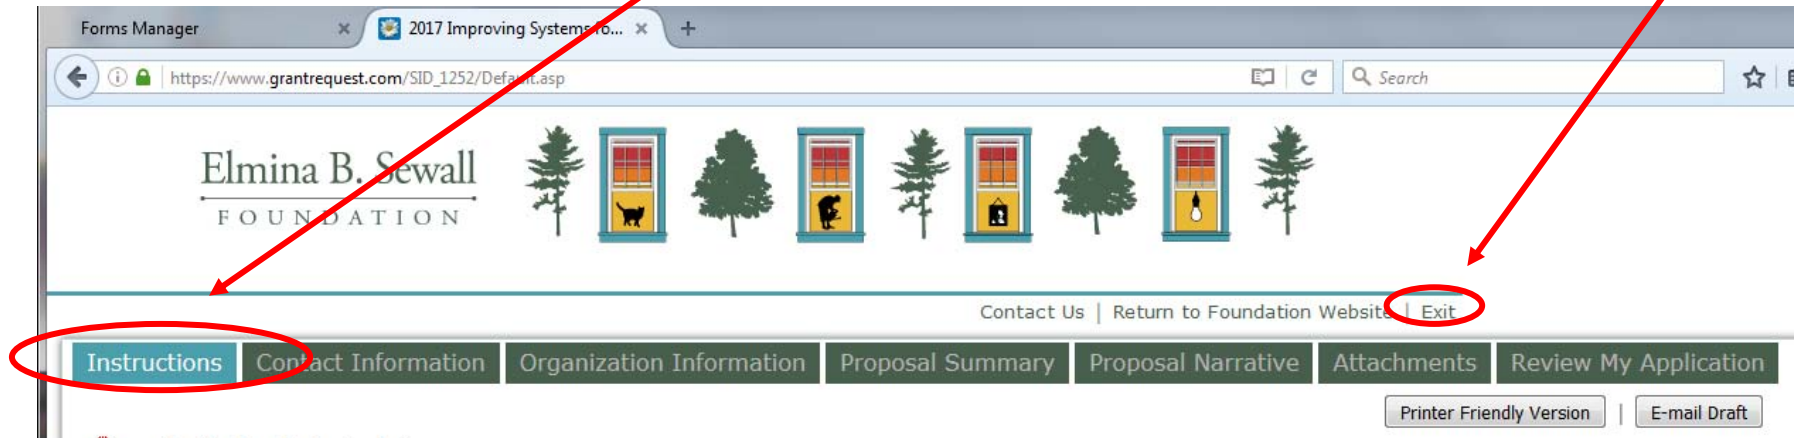 Forms Manager
2017 Improving Systems fo...
https://www.grantrequest.com/SID_1252/Default.asp
Search
Elmina B. Sewall
FOUNDATION
Contact Us | Return to Foundation Website | Exit
Instructions Contact Information Organization Information Proposal Summary Proposal Narrative Attachments Review My Application
Printer Friendly Version | E-mail Draft